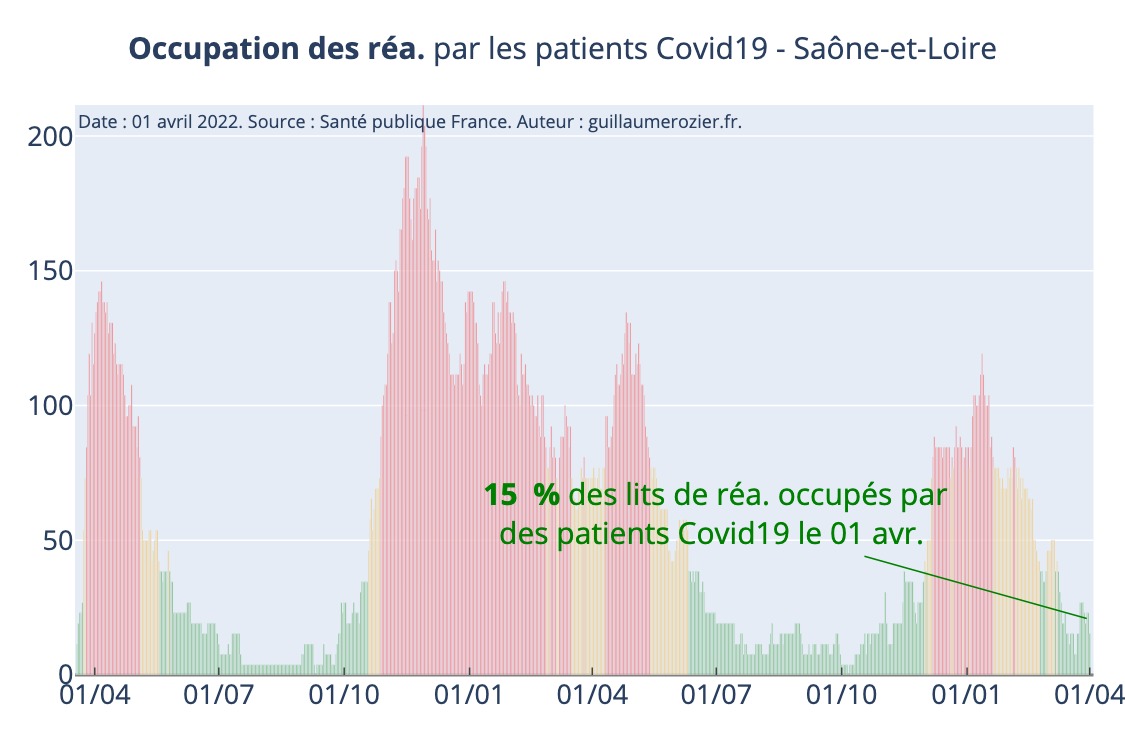 Occupation des réa. par les patients Covid19 - Saône-et-Loire
Date : 01 avril 2022. Source : Santé publique France. Auteur : guillaumerozier.fr.
200
150
100
50
0
15  % des lits de réa. occupés par
des patients Covid19 le 01 avr.
01/04 01/07 01/10 01/01 01/04 01/07 01/10 01/01 01/04